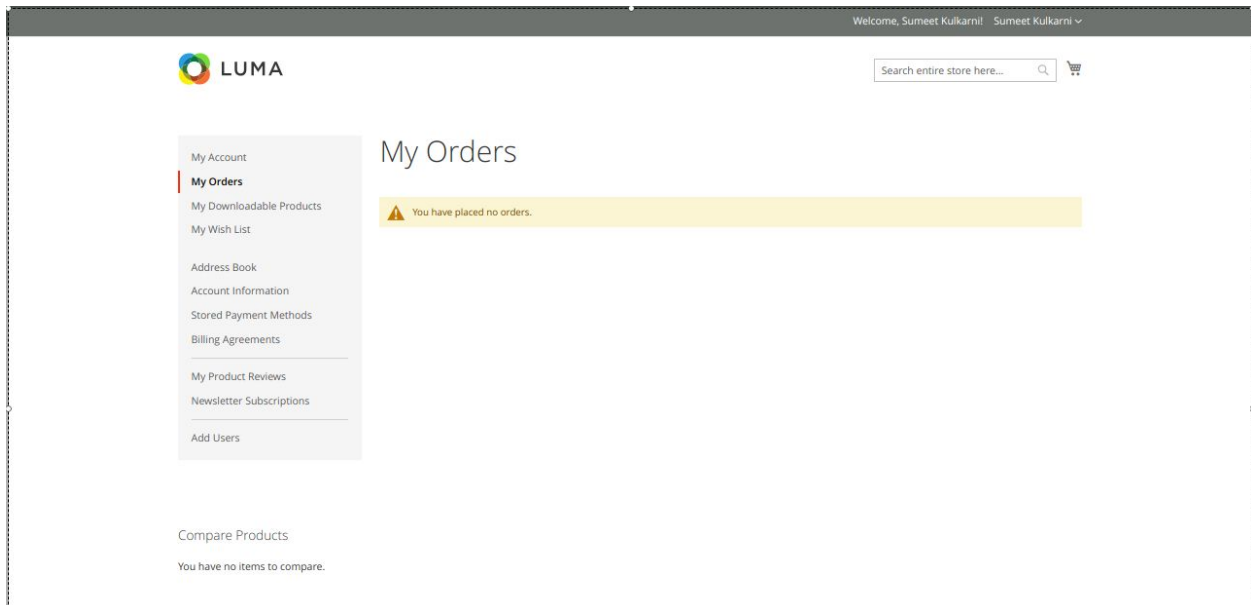 Welcome, Sumeet Kulkarni! Sumeet Kulkarni
LUMA
Search entire store here...
My Account
My Orders
My Downloadable Products
My Wish List
Address Book
Account Information
Stored Payment Methods
Billing Agreements
My Product Reviews
Newsletter Subscriptions
Add Users
My Orders
You have placed no orders.
Compare Products
You have no items to compare.